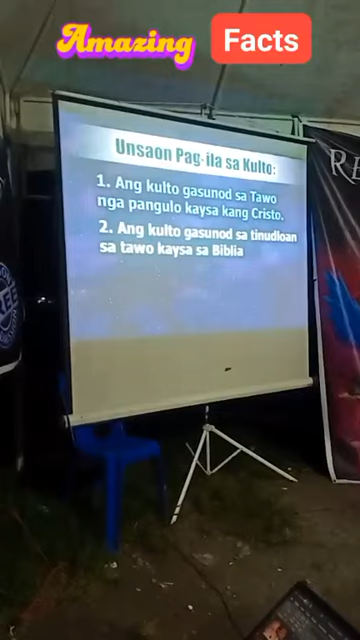 Amazing Facts
Unsaon Pag-ila sa Kulto:
1. Ang kulto gasunod sa Tawo
nga pangulo kaysa kang Cristo.
2. Ang kulto gasunod sa tinudloan
sa tawo kaysa sa Biblia
RE